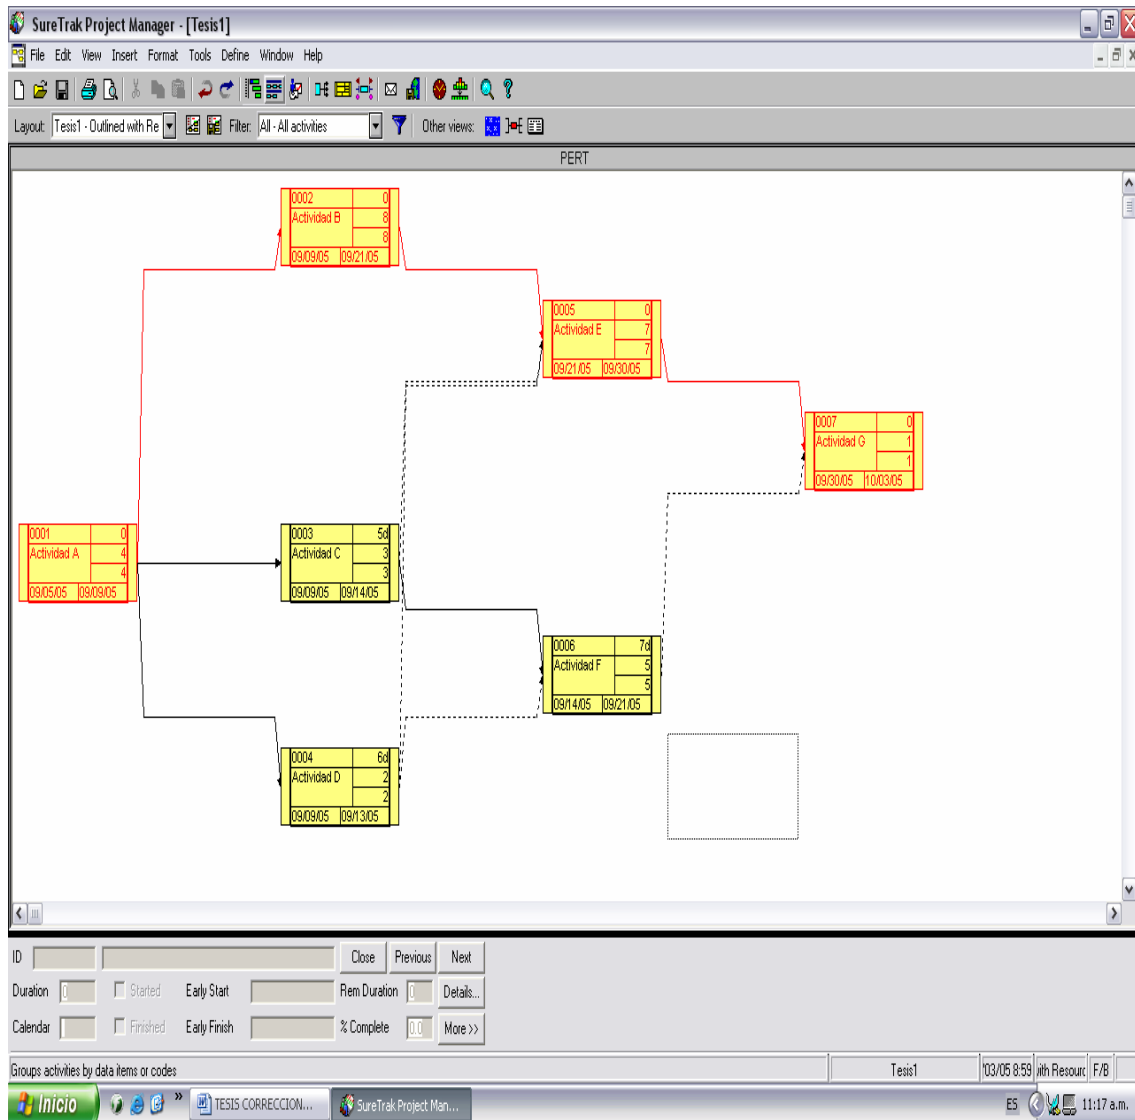 SureTrak Project Manager - [Tesis1]
File Edit View Insert Format Tools Define Window Help
Layout: Tesis1 - Outlined with Re Filter: All - All activities Other views:
PERT
0002 0
Actividad B 8
8
09/09/05 09/21/05
0005 0
Actividad E 7
7
09/21/05 09/30/05
0007 0
Actividad G 1
1
09/30/05 10/03/05
0001 0
Actividad A 4
4
09/05/05 09/09/05
0003 5d
Actividad C 3
3
09/09/05 09/14/05
0006 7d
Actividad F 5
5
09/14/05 09/21/05
0004 6d
Actividad D 2
2
09/09/05 09/13/05
ID Close Previous Next
Duration 0 Started Early Start Rem Duration 0 Details...
Calendar Finished Early Finish % Complete 0.0 More >>
Groups activities by data items or codes Tesis1 '03/05 8:59 with Resourc F/B
Inicio » TESIS CORRECCION... SureTrak Project Man... ES 11:17 a.m.